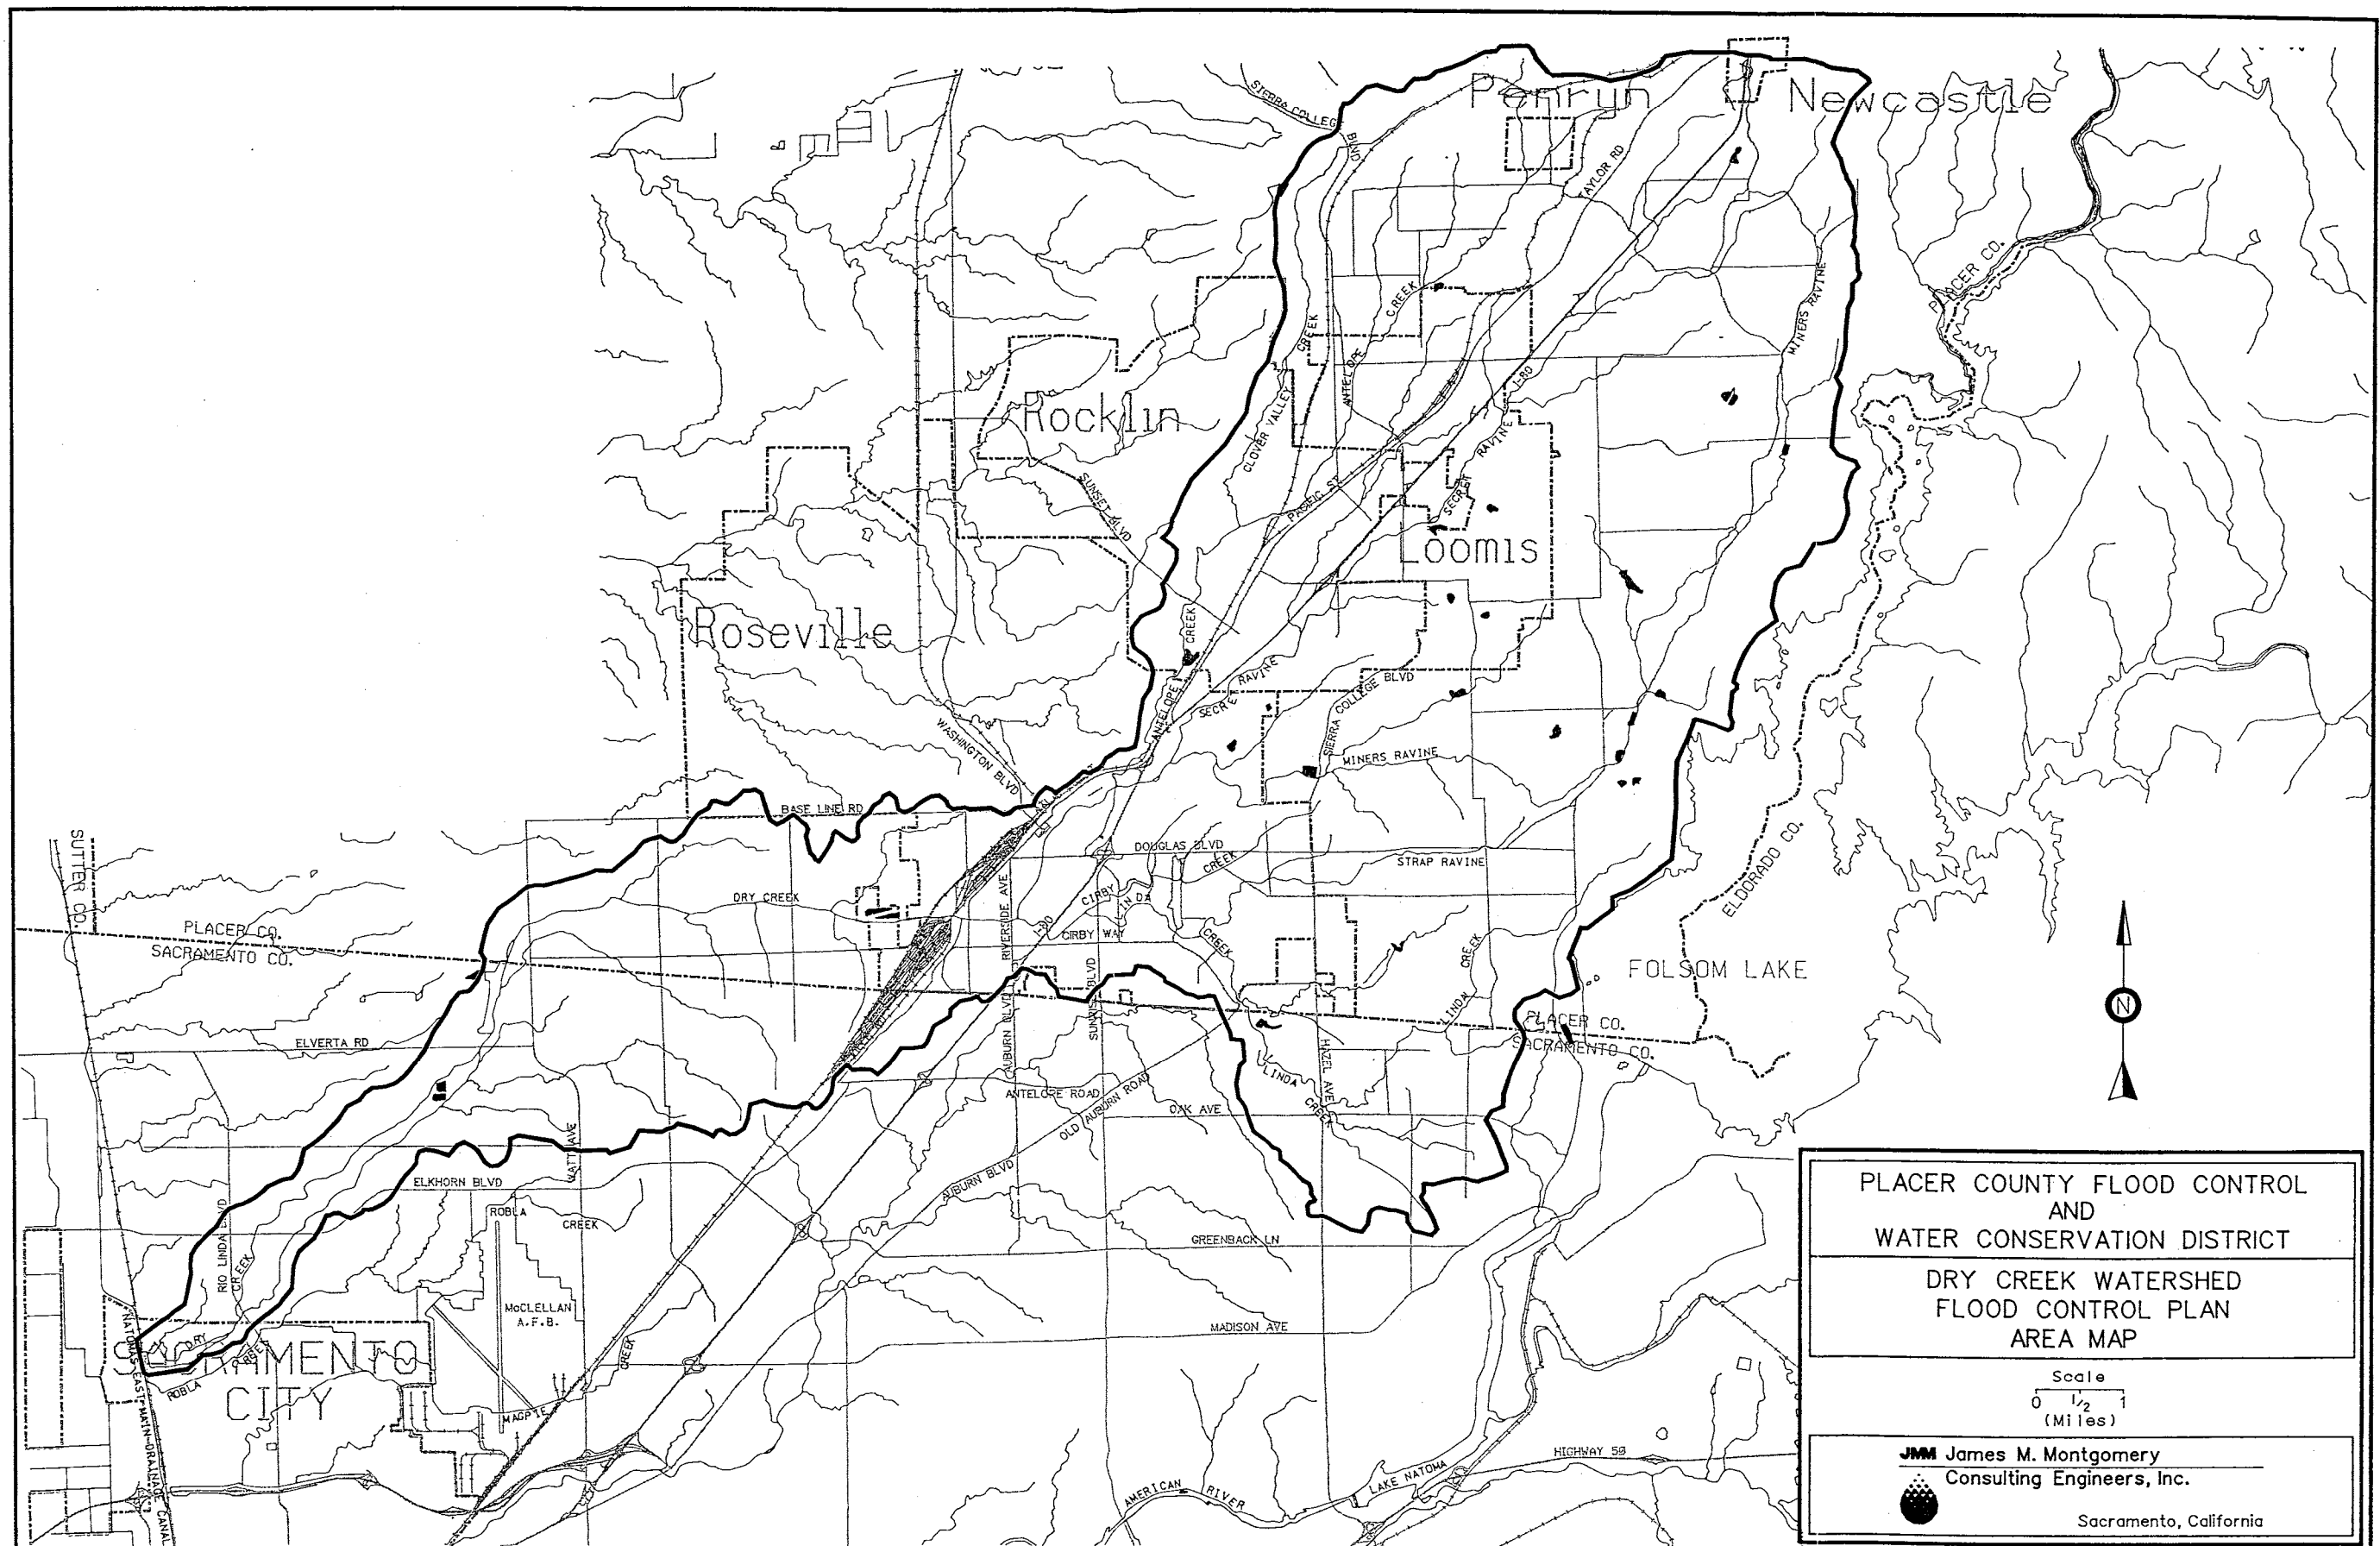 Penryn
Newcastle
SIERRA COLLEGE
BLVD
TAYLOR RD
PLACER CO.
MINERS RAVINE
CREEK
CREEK
ANTELOPE
I-80
Rocklin
CLOVER VALLEY
RAVINE
SECRET
SUNSET BLVD
PACIFIC ST
Loomis
Roseville
CREEK
RAVINE
SECRET
ANTELOPE
SIERRA COLLEGE BLVD
WASHINGTON BLVD
MINERS RAVINE
BASE LINE RD
SUTTER CO.
DOUGLAS BLVD
CREEK
STRAP RAVINE
ELDORADO CO.
DRY CREEK
RIVERSIDE AVE
CIRBY
LINDA
I-80
CIRBY WAY
CREEK
PLACER CO.
SACRAMENTO CO.
CREEK
LINDA
FOLSOM LAKE
N
SUNRISE BLVD
AUBURN BLVD
PLACER CO.
SACRAMENTO CO.
ELVERTA RD
HAZEL AVE
LINDA
CREEK
ANTELOPE ROAD
OLD AUBURN ROAD
OAK AVE
WATT AVE
ELKHORN BLVD
AUBURN BLVD
ROBLA
CREEK
RIO LINDA BLVD
CREEK
GREENBACK LN
McCLELLAN
A.F.B.
MADISON AVE
DRY
CREEK
ROBLA
SACRAMENTO
CITY
CREEK
MAGPIE
NATOMAS EAST MAIN DRAINAGE CANAL
HIGHWAY 50
LAKE NATOMA
AMERICAN RIVER
PLACER COUNTY FLOOD CONTROL
AND
WATER CONSERVATION DISTRICT
DRY CREEK WATERSHED
FLOOD CONTROL PLAN
AREA MAP
Scale
0 1/2 1
(Miles)
JMM James M. Montgomery
Consulting Engineers, Inc.
Sacramento, California